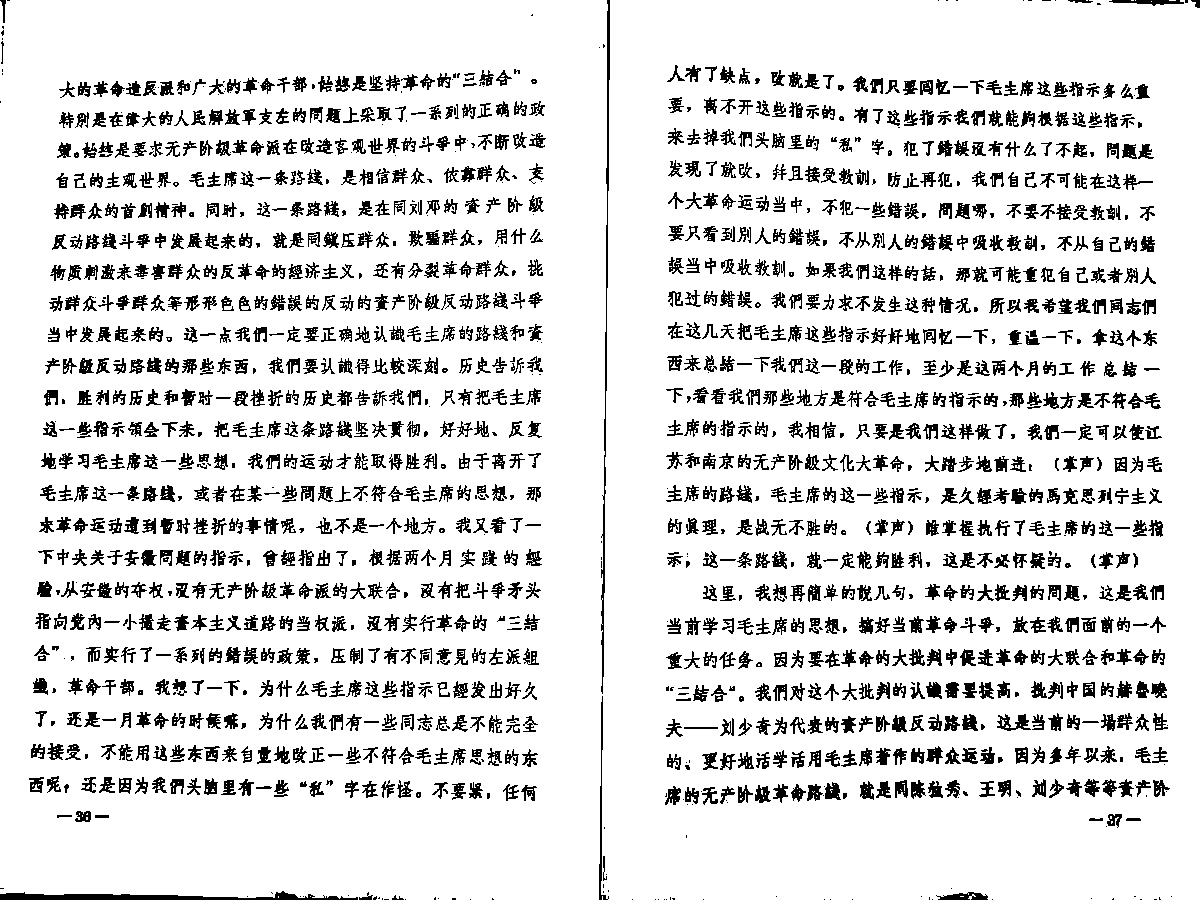 大的革命造反派和广大的革命干部，始終是坚持革命的“三結合”。
特別是在偉大的人民解放軍支左的問題上采取了一系列的正确的政
策。始終是要求无产阶級革命派在改造客观世界的斗爭中，不断改造
自己的主观世界。毛主席这一条路綫，是相信群众、依靠群众、支
持群众的首創精神。同时，这一条路綫，是在同刘邓的資产阶級
反动路綫斗爭中发展起来的，就是同鎮压群众，欺騙群众，用什么
物质刺激来毒害群众的反革命的經济主义，还有分裂革命群众，挑
动群众斗爭群众等形形色色的錯誤的反动的資产阶級反动路綫斗爭
当中发展起来的。这一点我們一定要正确地认識毛主席的路綫和資
产阶級反动路綫的那些东西，我們要认識得比較深刻。历史告訴我
們，胜利的历史和暫时一段挫折的历史都告訴我們，只有把毛主席
这一些指示領会下来，把毛主席这条路綫坚决貫彻，好好地、反复
地学习毛主席这一些思想，我們的运动才能取得胜利。由于离开了
毛主席这一条路綫，或者在某一些問題上不符合毛主席的思想，那
末革命运动遭到暫时挫折的事情呢，也不是一个地方。我又看了一
下中央关于安徽問題的指示，曾經指出了，根据两个月实践的經
驗，从安徽的夺权，沒有无产阶級革命派的大联合，沒有把斗爭矛头
指向党內一小撮走資本主义道路的当权派，沒有实行革命的“三結
合”，而实行了一系列的錯誤的政策，压制了有不同意見的左派組
織，革命干部。我想了一下，为什么毛主席这些指示已經发出好久
了，还是一月革命的时候嘛，为什么我們有一些同志总是不能完全
的接受，不能用这些东西来自觉地改正一些不符合毛主席思想的东
西呢；还是因为我們头脑里有一些“私”字在作怪。不要紧，任何
—36—
人有了缺点，改就是了。我們只要回忆一下毛主席这些指示多么重
要，离不开这些指示的。有了这些指示我們就能夠根据这些指示，
来去掉我們头脑里的“私”字。犯了錯誤沒有什么了不起，問題是
发現了就改，幷且接受教訓，防止再犯，我們自己不可能在这样一
个大革命运动当中，不犯一些錯誤，問題哪，不要不接受教訓，不
要只看到別人的錯誤，不从別人的錯誤中吸收教訓，不从自己的錯
誤当中吸收教訓。如果我們这样的話，那就可能重犯自己或者別人
犯过的錯誤。我們要力求不发生这种情况，所以我希望我們同志們
在这几天把毛主席这些指示好好地回忆一下，重溫一下，拿这个东
西来总結一下我們这一段的工作，至少是这两个月的工作总結一
下，看看我們那些地方是符合毛主席的指示的，那些地方是不符合毛
主席的指示的，我相信，只要是我們这样做了，我們一定可以使江
苏和南京的无产阶級文化大革命，大踏步地前进；（掌声）因为毛
主席的路綫，毛主席的这一些指示，是久經考驗的馬克思列宁主义
的眞理，是战无不胜的。（掌声）誰掌握执行了毛主席的这一些指
示；这一条路綫，就一定能夠胜利，这是不必怀疑的。（掌声）
这里，我想再簡单的說几句，革命的大批判的問題，这是我們
当前学习毛主席的思想，搞好当前革命斗爭，放在我們面前的一个
重大的任务。因为要在革命的大批判中促进革命的大联合和革命的
“三結合”。我們对这个大批判的认識需要提高，批判中国的赫魯曉
夫——刘少奇为代表的資产阶級反动路綫，这是当前的一場群众性
的、更好地活学活用毛主席著作的群众运动，因为多年以来，毛主
席的无产阶級革命路綫，就是同陈独秀、王明、刘少奇等等資产阶
—37—